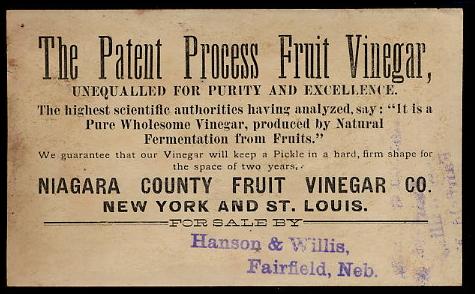 The Patent Process Fruit Vinegar,
UNEQUALLED FOR PURITY AND EXCELLENCE.
The highest scientific authorities having analyzed, say: "It is a
Pure Wholesome Vinegar, produced by Natural
Fermentation from Fruits."
We guarantee that our Vinegar will keep a Pickle in a hard, firm shape for
the space of two years.
NIAGARA COUNTY FRUIT VINEGAR CO.
NEW YORK AND ST. LOUIS.
FOR SALE BY
Hanson & Willis,
Fairfield, Neb.